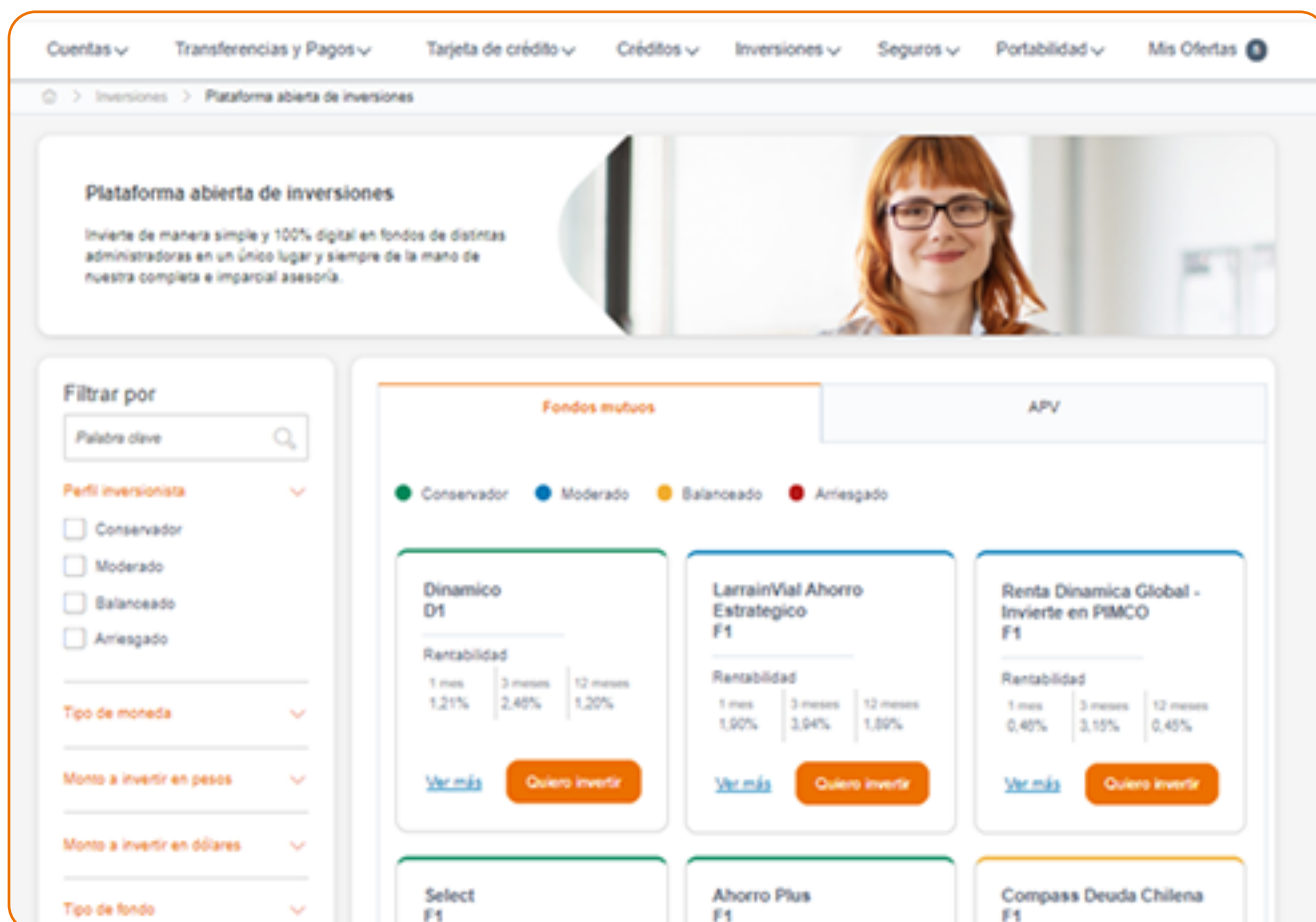 Cuentas Transferencias y Pagos Tarjeta de crédito Créditos Inversiones Seguros Portabilidad Mis Ofertas
> Inversiones > Plataforma abierta de inversiones
Plataforma abierta de inversiones
Invierte de manera simple y 100% digital en fondos de distintas
administradoras en un único lugar y siempre de la mano de
nuestra completa e imparcial asesoría.
Filtrar por
Palabra clave
Perfil inversionista
Conservador
Moderado
Balanceado
Arriesgado
Tipo de moneda
Monto a invertir en pesos
Monto a invertir en dólares
Tipo de fondo
Fondos mutuos
APV
Conservador Moderado Balanceado Arriesgado
Dinamico
D1
Rentabilidad
1 mes 3 meses 12 meses
1,21% 2,46% 1,20%
Ver más Quiero invertir
LarrainVial Ahorro
Estrategico
F1
Rentabilidad
1 mes 3 meses 12 meses
1,90% 3,94% 1,89%
Ver más Quiero invertir
Renta Dinamica Global -
Invierte en PIMCO
F1
Rentabilidad
1 mes 3 meses 12 meses
0,46% 3,15% 0,45%
Ver más Quiero invertir
Select
F1
Ahorro Plus
F1
Compass Deuda Chilena
F1